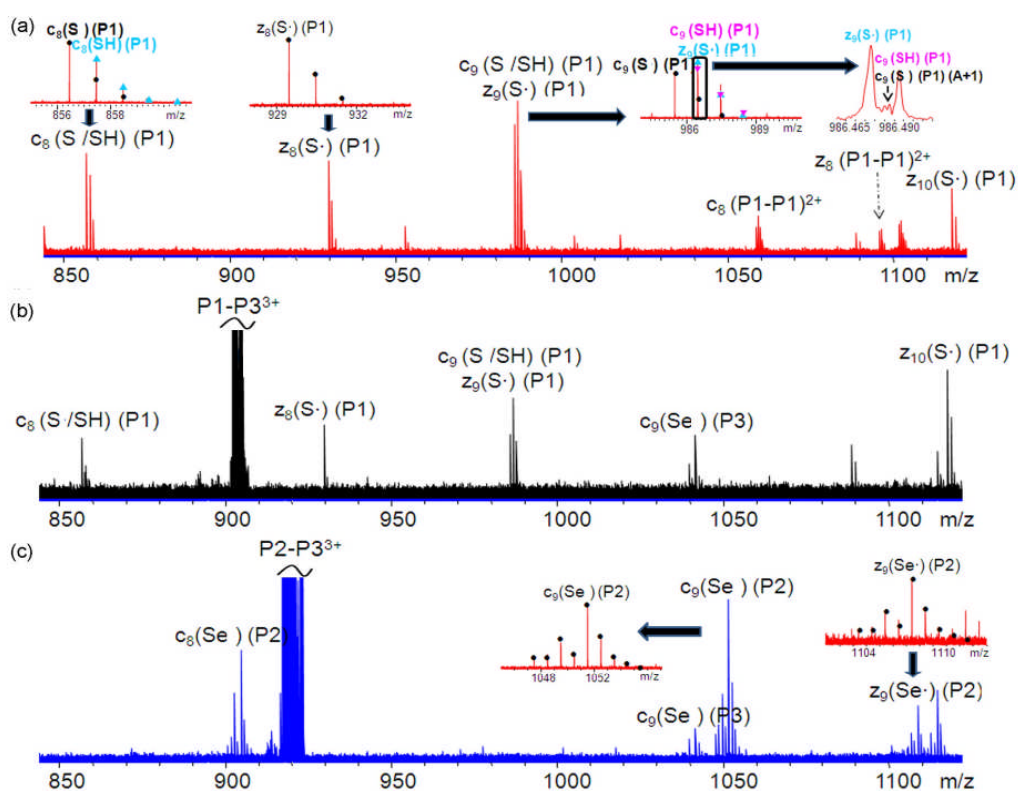 (a)
c8(S )(P1)
c8(SH)(P1)
856 858 m/z
c8 (S /SH) (P1)
z8(S·) (P1)
929 932 m/z
z8(S·) (P1)
c9 (S /SH) (P1)
z9(S·) (P1)
c9 (SH) (P1)
z9(S·) (P1)
c9(S ) (P1)
986 989 m/z
z9(S·) (P1)
c9 (SH) (P1)
c9(S ) (P1)(A+1)
986.465 986.490
c8 (P1-P1)2+
z8 (P1-P1)2+
z10(S·) (P1)
850 900 950 1000 1050 1100 m/z
(b)
P1-P33+
c8 (S /SH) (P1)
z8(S·) (P1)
c9 (S /SH) (P1)
z9(S·) (P1)
c9(Se ) (P3)
z10(S·) (P1)
850 900 950 1000 1050 1100 m/z
(c)
P2-P33+
c8(Se ) (P2)
c9(Se ) (P2)
1048 1052 m/z
c9(Se ) (P2)
c9(Se ) (P3)
z9(Se·) (P2)
1104 1110 m/z
z9(Se·) (P2)
850 900 950 1000 1050 1100 m/z